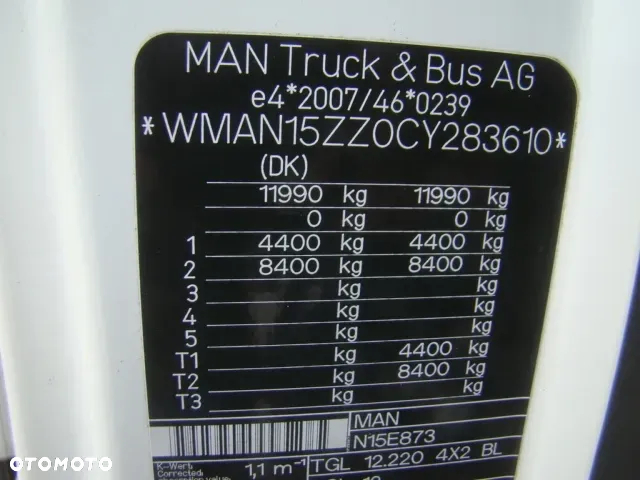 MAN Truck & Bus AG
e4*2007/46*0239
*WMAN15ZZ0CY283610*
(DK)
11990 kg 11990 kg
0 kg 0 kg
1 4400 kg 4400 kg
2 8400 kg 8400 kg
3 kg kg
4 kg kg
5 kg kg
T1 kg 4400 kg
T2 kg 8400 kg
T3 kg kg
MAN
N15E873
K-Wert:
Corrected
1,1 m⁻¹ TGL 12.220 4X2 BL
OTOMOTO